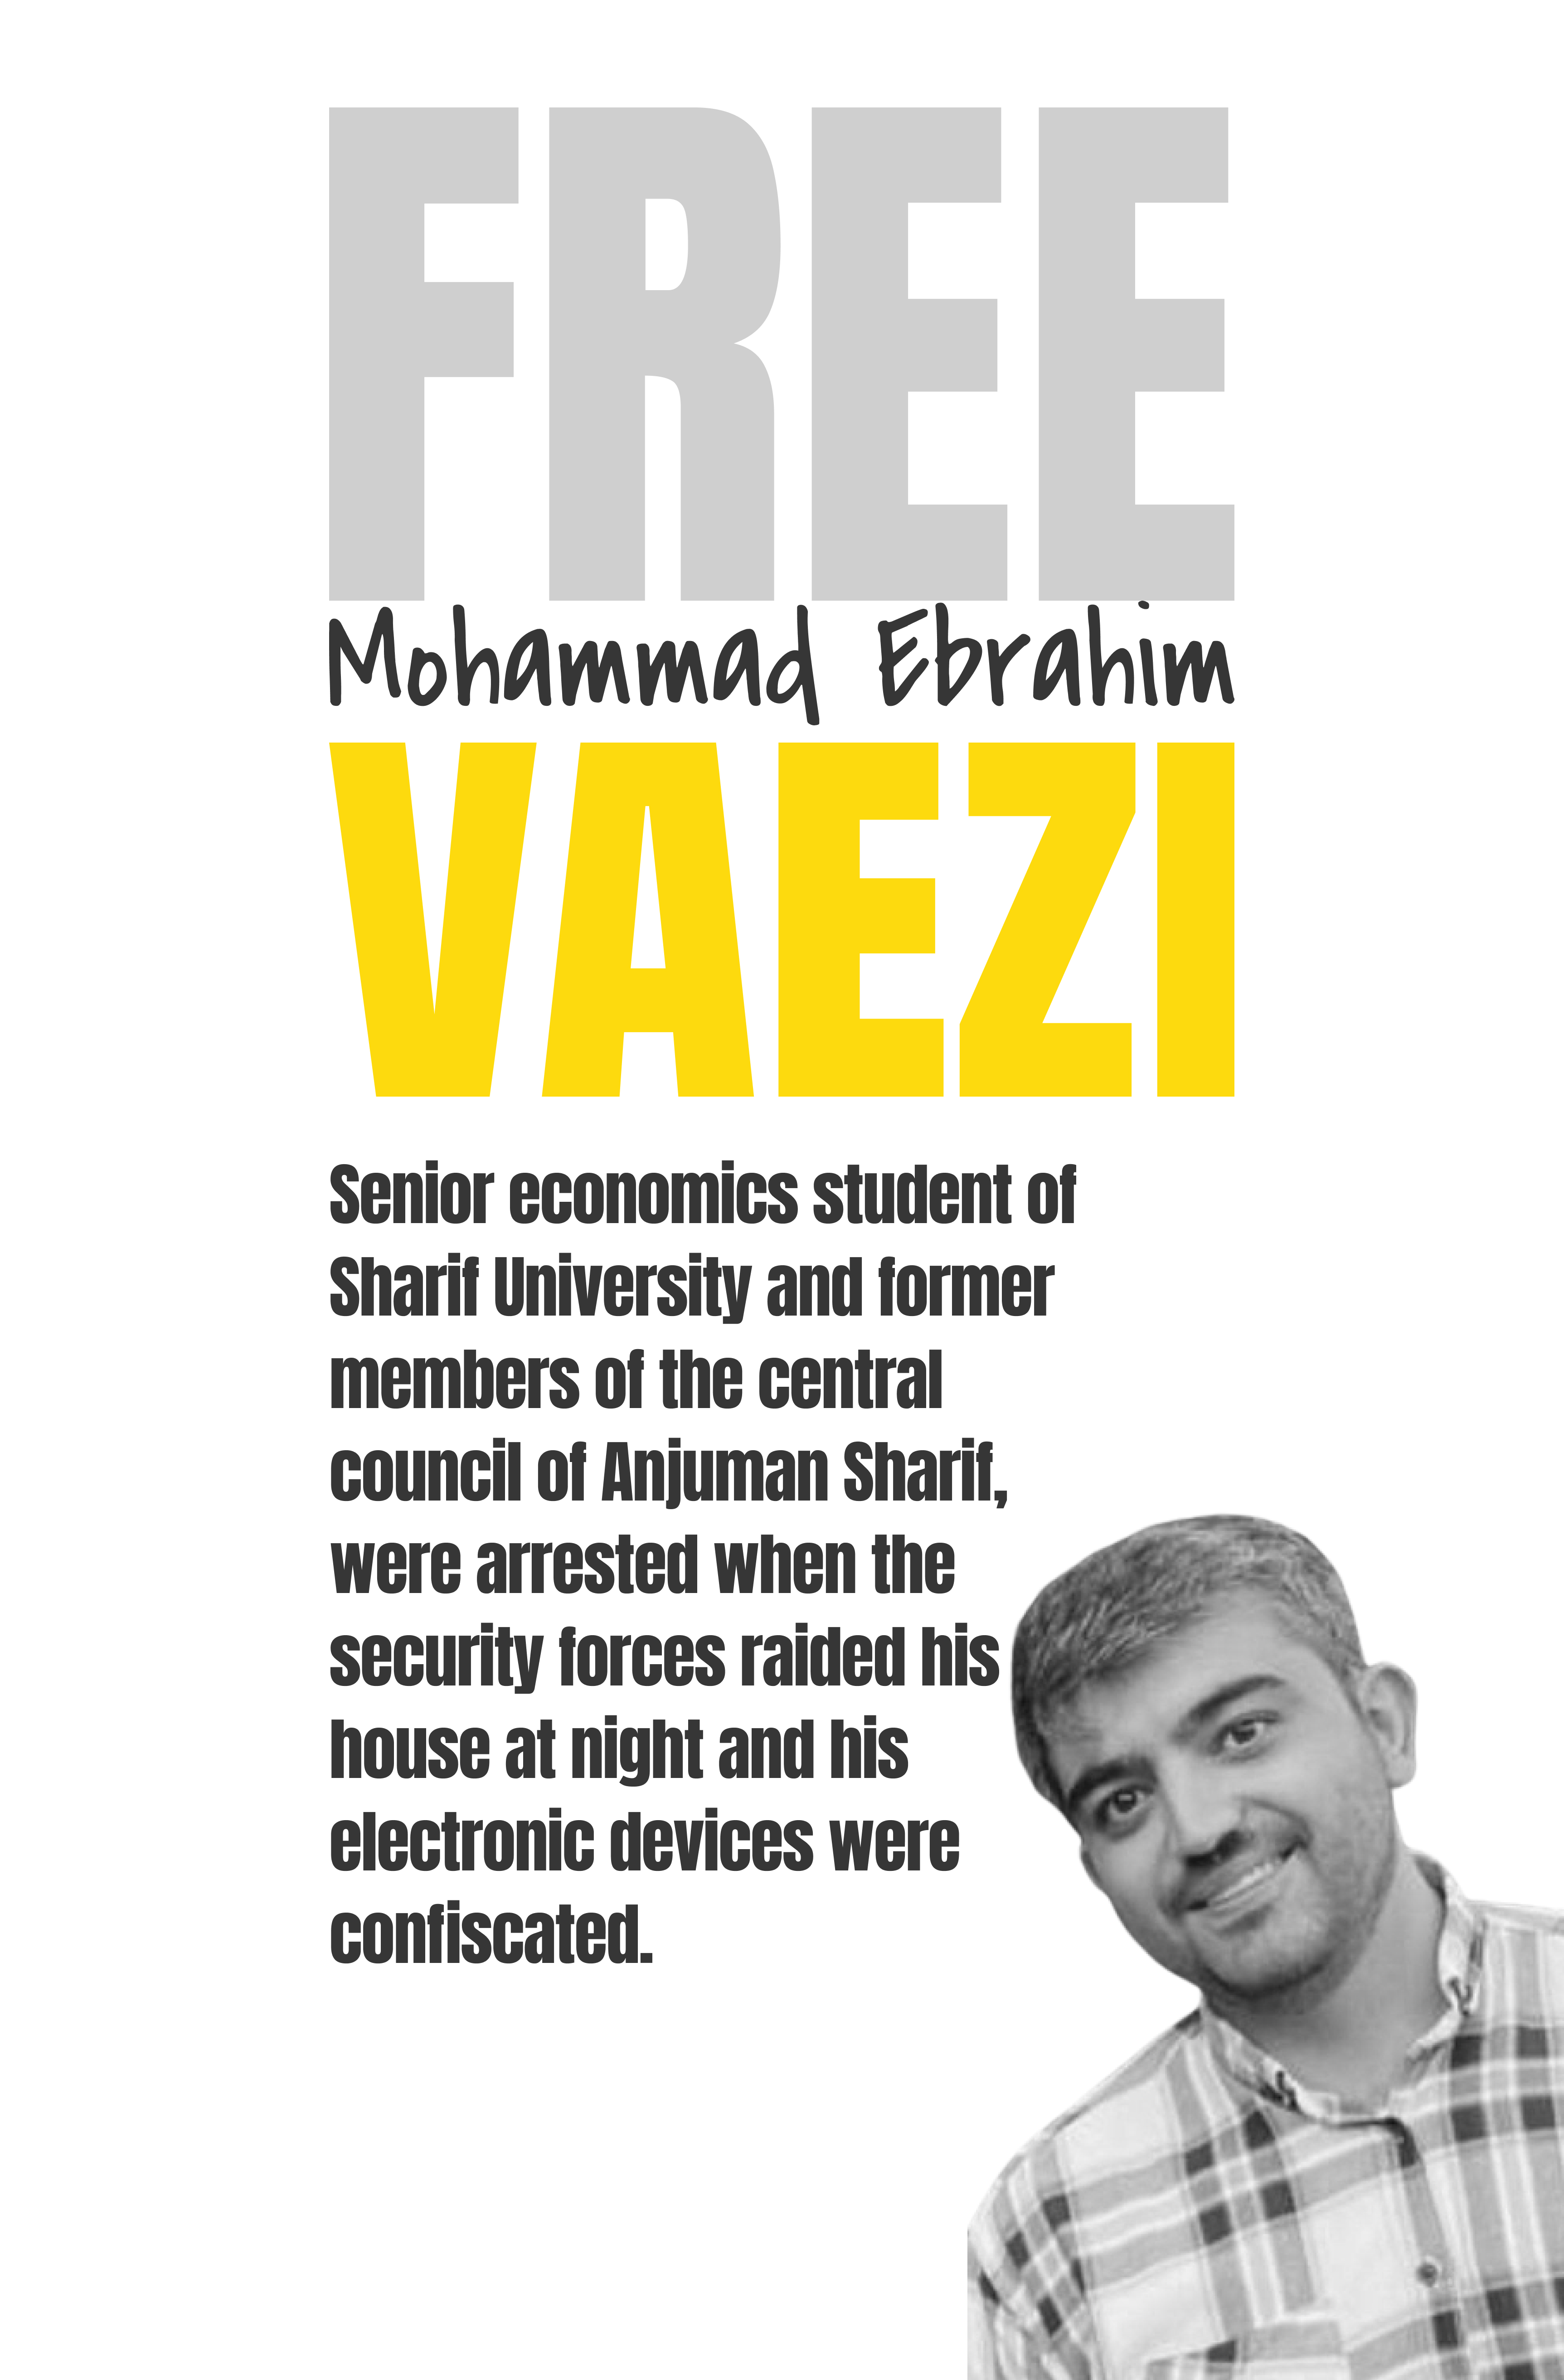 FREE
Mohammad Ebrahim
VAEZI
Senior economics student of
Sharif University and former
members of the central
council of Anjuman Sharif,
were arrested when the
security forces raided his
house at night and his
electronic devices were
confiscated.